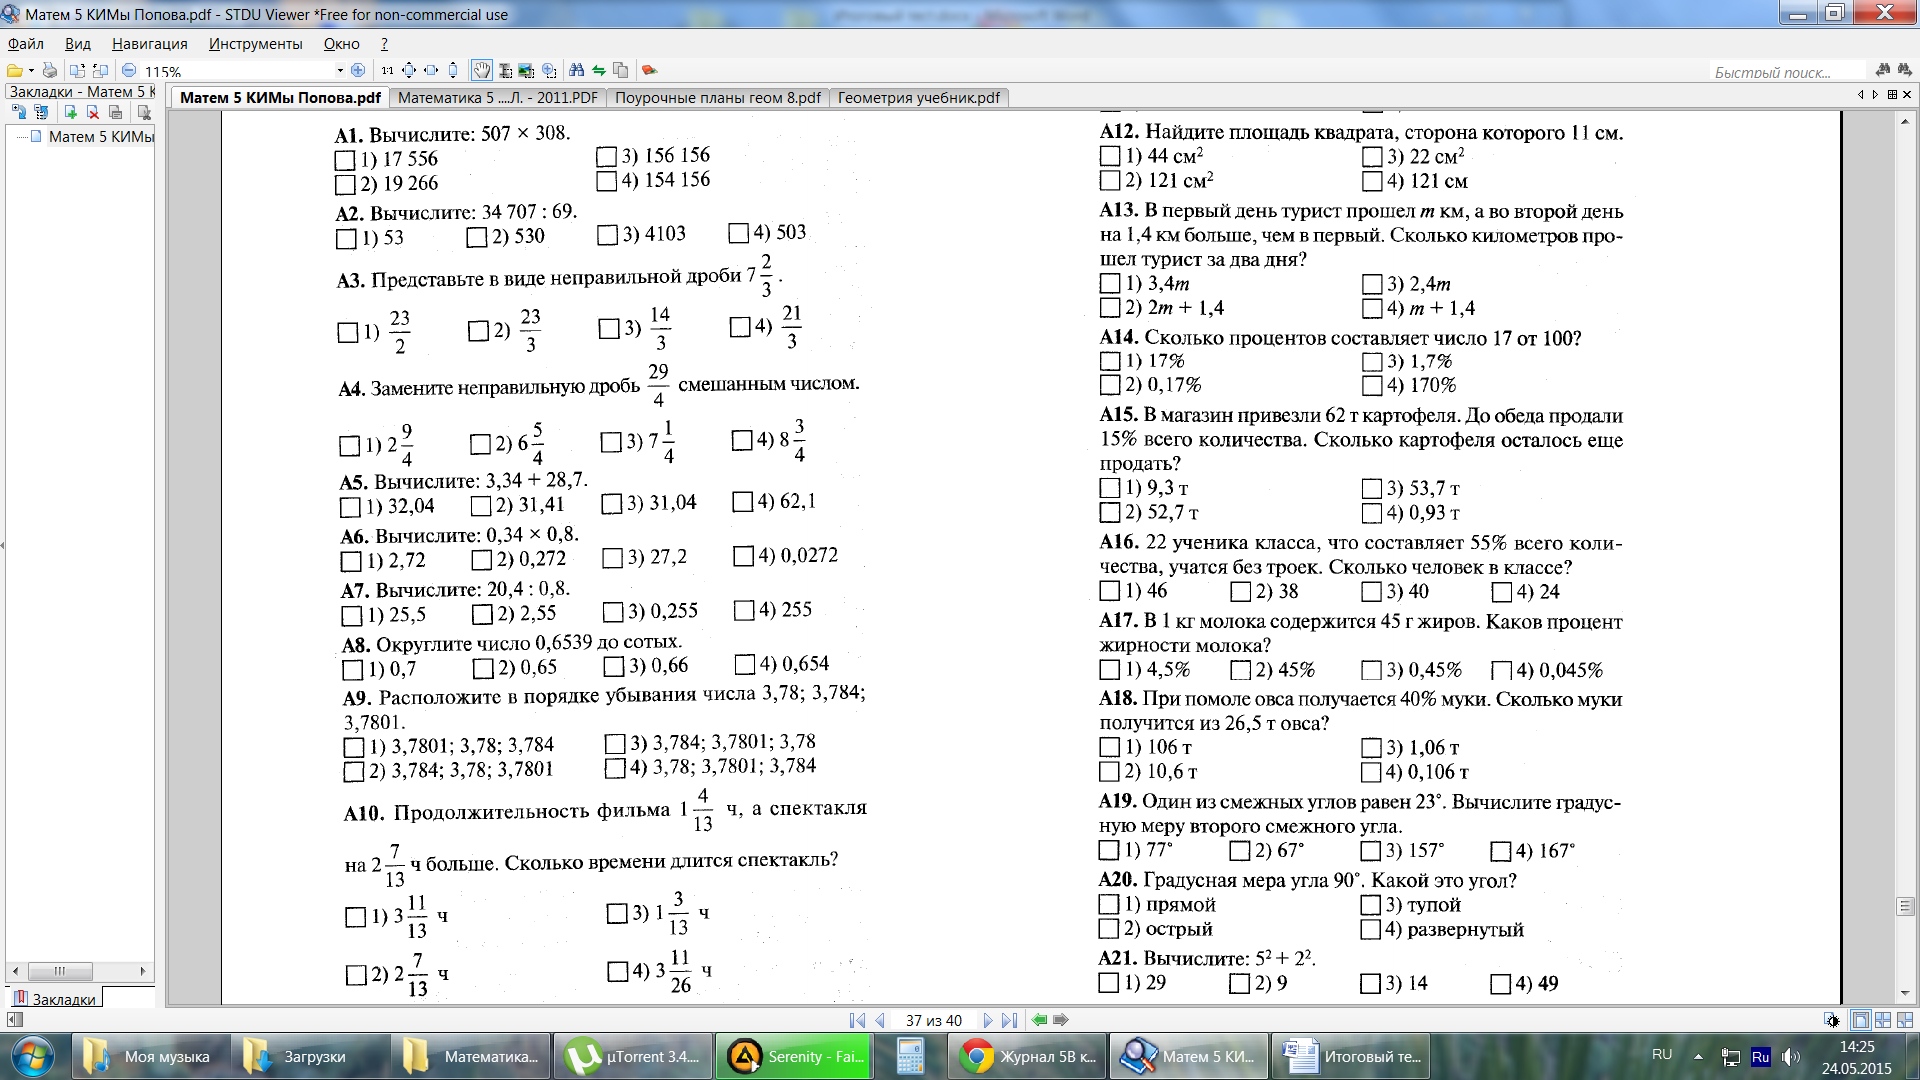 Матем 5 КИМы Попова.pdf - STDU Viewer *Free for non-commercial use
Файл Вид Навигация Инструменты Окно ?
115%
1:1
Быстрый поиск...
Закладки - Матем 5 К
Матем 5 КИМы Попова.pdf Математика 5 ....Л. - 2011.PDF Поурочные планы геом 8.pdf Геометрия учебник.pdf
Матем 5 КИМы
А1. Вычислите: 507 × 308.
1) 17 556 3) 156 156
2) 19 266 4) 154 156
А2. Вычислите: 34 707 : 69.
1) 53 2) 530 3) 4103 4) 503
А3. Представьте в виде неправильной дроби 7 2/3 .
1) 23/2 2) 23/3 3) 14/3 4) 21/3
А4. Замените неправильную дробь 29/4 смешанным числом.
1) 2 9/4 2) 6 5/4 3) 7 1/4 4) 8 3/4
А5. Вычислите: 3,34 + 28,7.
1) 32,04 2) 31,41 3) 31,04 4) 62,1
А6. Вычислите: 0,34 × 0,8.
1) 2,72 2) 0,272 3) 27,2 4) 0,0272
А7. Вычислите: 20,4 : 0,8.
1) 25,5 2) 2,55 3) 0,255 4) 255
А8. Округлите число 0,6539 до сотых.
1) 0,7 2) 0,65 3) 0,66 4) 0,654
А9. Расположите в порядке убывания числа 3,78; 3,784;
3,7801.
1) 3,7801; 3,78; 3,784 3) 3,784; 3,7801; 3,78
2) 3,784; 3,78; 3,7801 4) 3,78; 3,7801; 3,784
А10. Продолжительность фильма 1 4/13 ч, а спектакля
на 2 7/13 ч больше. Сколько времени длится спектакль?
1) 3 11/13 ч 3) 1 3/13 ч
2) 2 7/13 ч 4) 3 11/26 ч
А12. Найдите площадь квадрата, сторона которого 11 см.
1) 44 см² 3) 22 см²
2) 121 см² 4) 121 см
А13. В первый день турист прошел m км, а во второй день
на 1,4 км больше, чем в первый. Сколько километров про-
шел турист за два дня?
1) 3,4m 3) 2,4m
2) 2m + 1,4 4) m + 1,4
А14. Сколько процентов составляет число 17 от 100?
1) 17% 3) 1,7%
2) 0,17% 4) 170%
А15. В магазин привезли 62 т картофеля. До обеда продали
15% всего количества. Сколько картофеля осталось еще
продать?
1) 9,3 т 3) 53,7 т
2) 52,7 т 4) 0,93 т
А16. 22 ученика класса, что составляет 55% всего коли-
чества, учатся без троек. Сколько человек в классе?
1) 46 2) 38 3) 40 4) 24
А17. В 1 кг молока содержится 45 г жиров. Каков процент
жирности молока?
1) 4,5% 2) 45% 3) 0,45% 4) 0,045%
А18. При помоле овса получается 40% муки. Сколько муки
получится из 26,5 т овса?
1) 106 т 3) 1,06 т
2) 10,6 т 4) 0,106 т
А19. Один из смежных углов равен 23°. Вычислите градус-
ную меру второго смежного угла.
1) 77° 2) 67° 3) 157° 4) 167°
А20. Градусная мера угла 90°. Какой это угол?
1) прямой 3) тупой
2) острый 4) развернутый
А21. Вычислите: 5² + 2².
1) 29 2) 9 3) 14 4) 49
Закладки
37 из 40
Моя музыка Загрузки Математика... µTorrent 3.4.... Serenity - Fai... Журнал 5В к... Матем 5 КИ... Итоговый те... RU Ru 14:25
24.05.2015